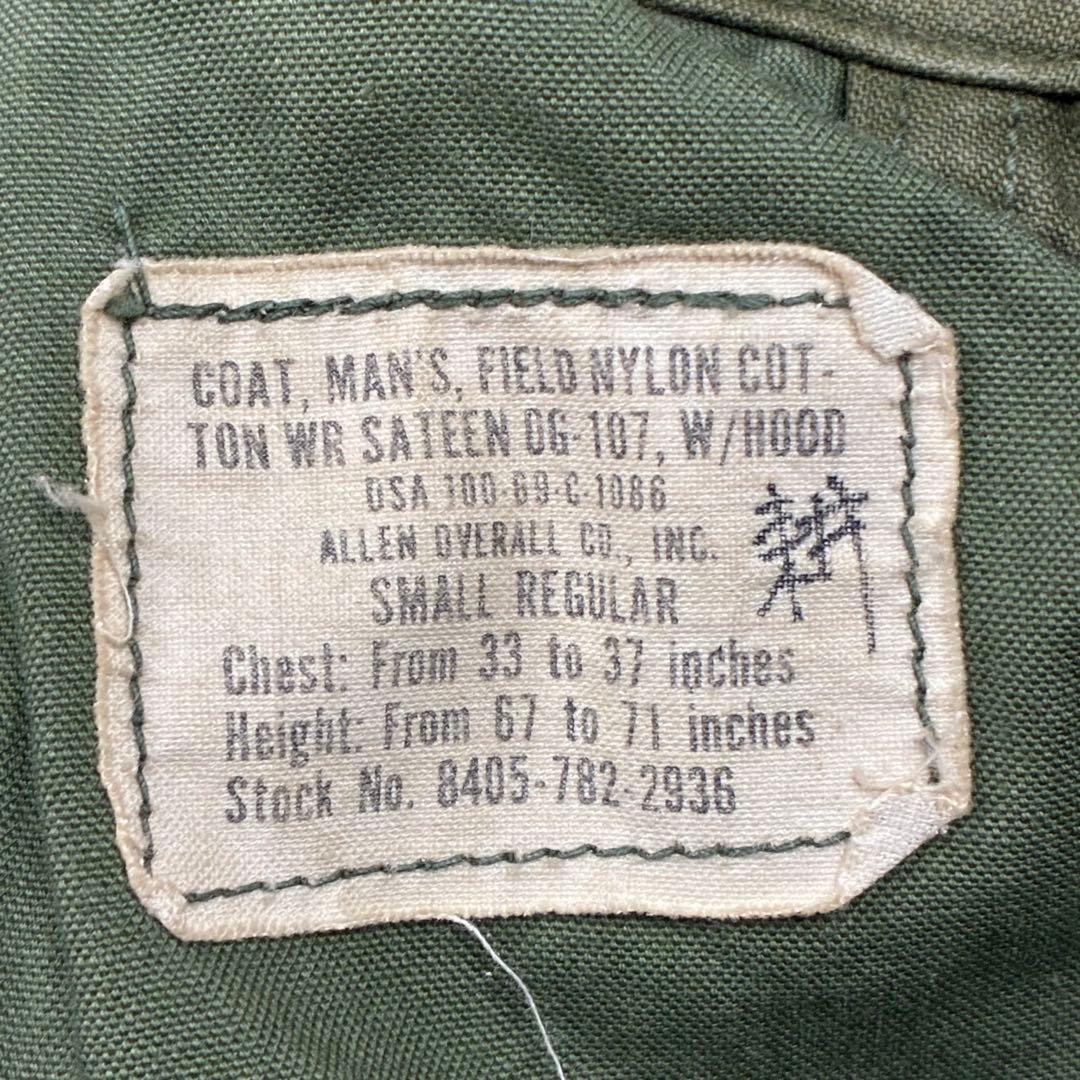 COAT, MAN'S, FIELD NYLON COT-
TON WR SATEEN OG-107, W/HOOD
DSA 100-69-C-1086
ALLEN OVERALL CO., INC.
SMALL REGULAR
Chest: From 33 to 37 inches
Height: From 67 to 71 inches
Stock No. 8405-782-2936